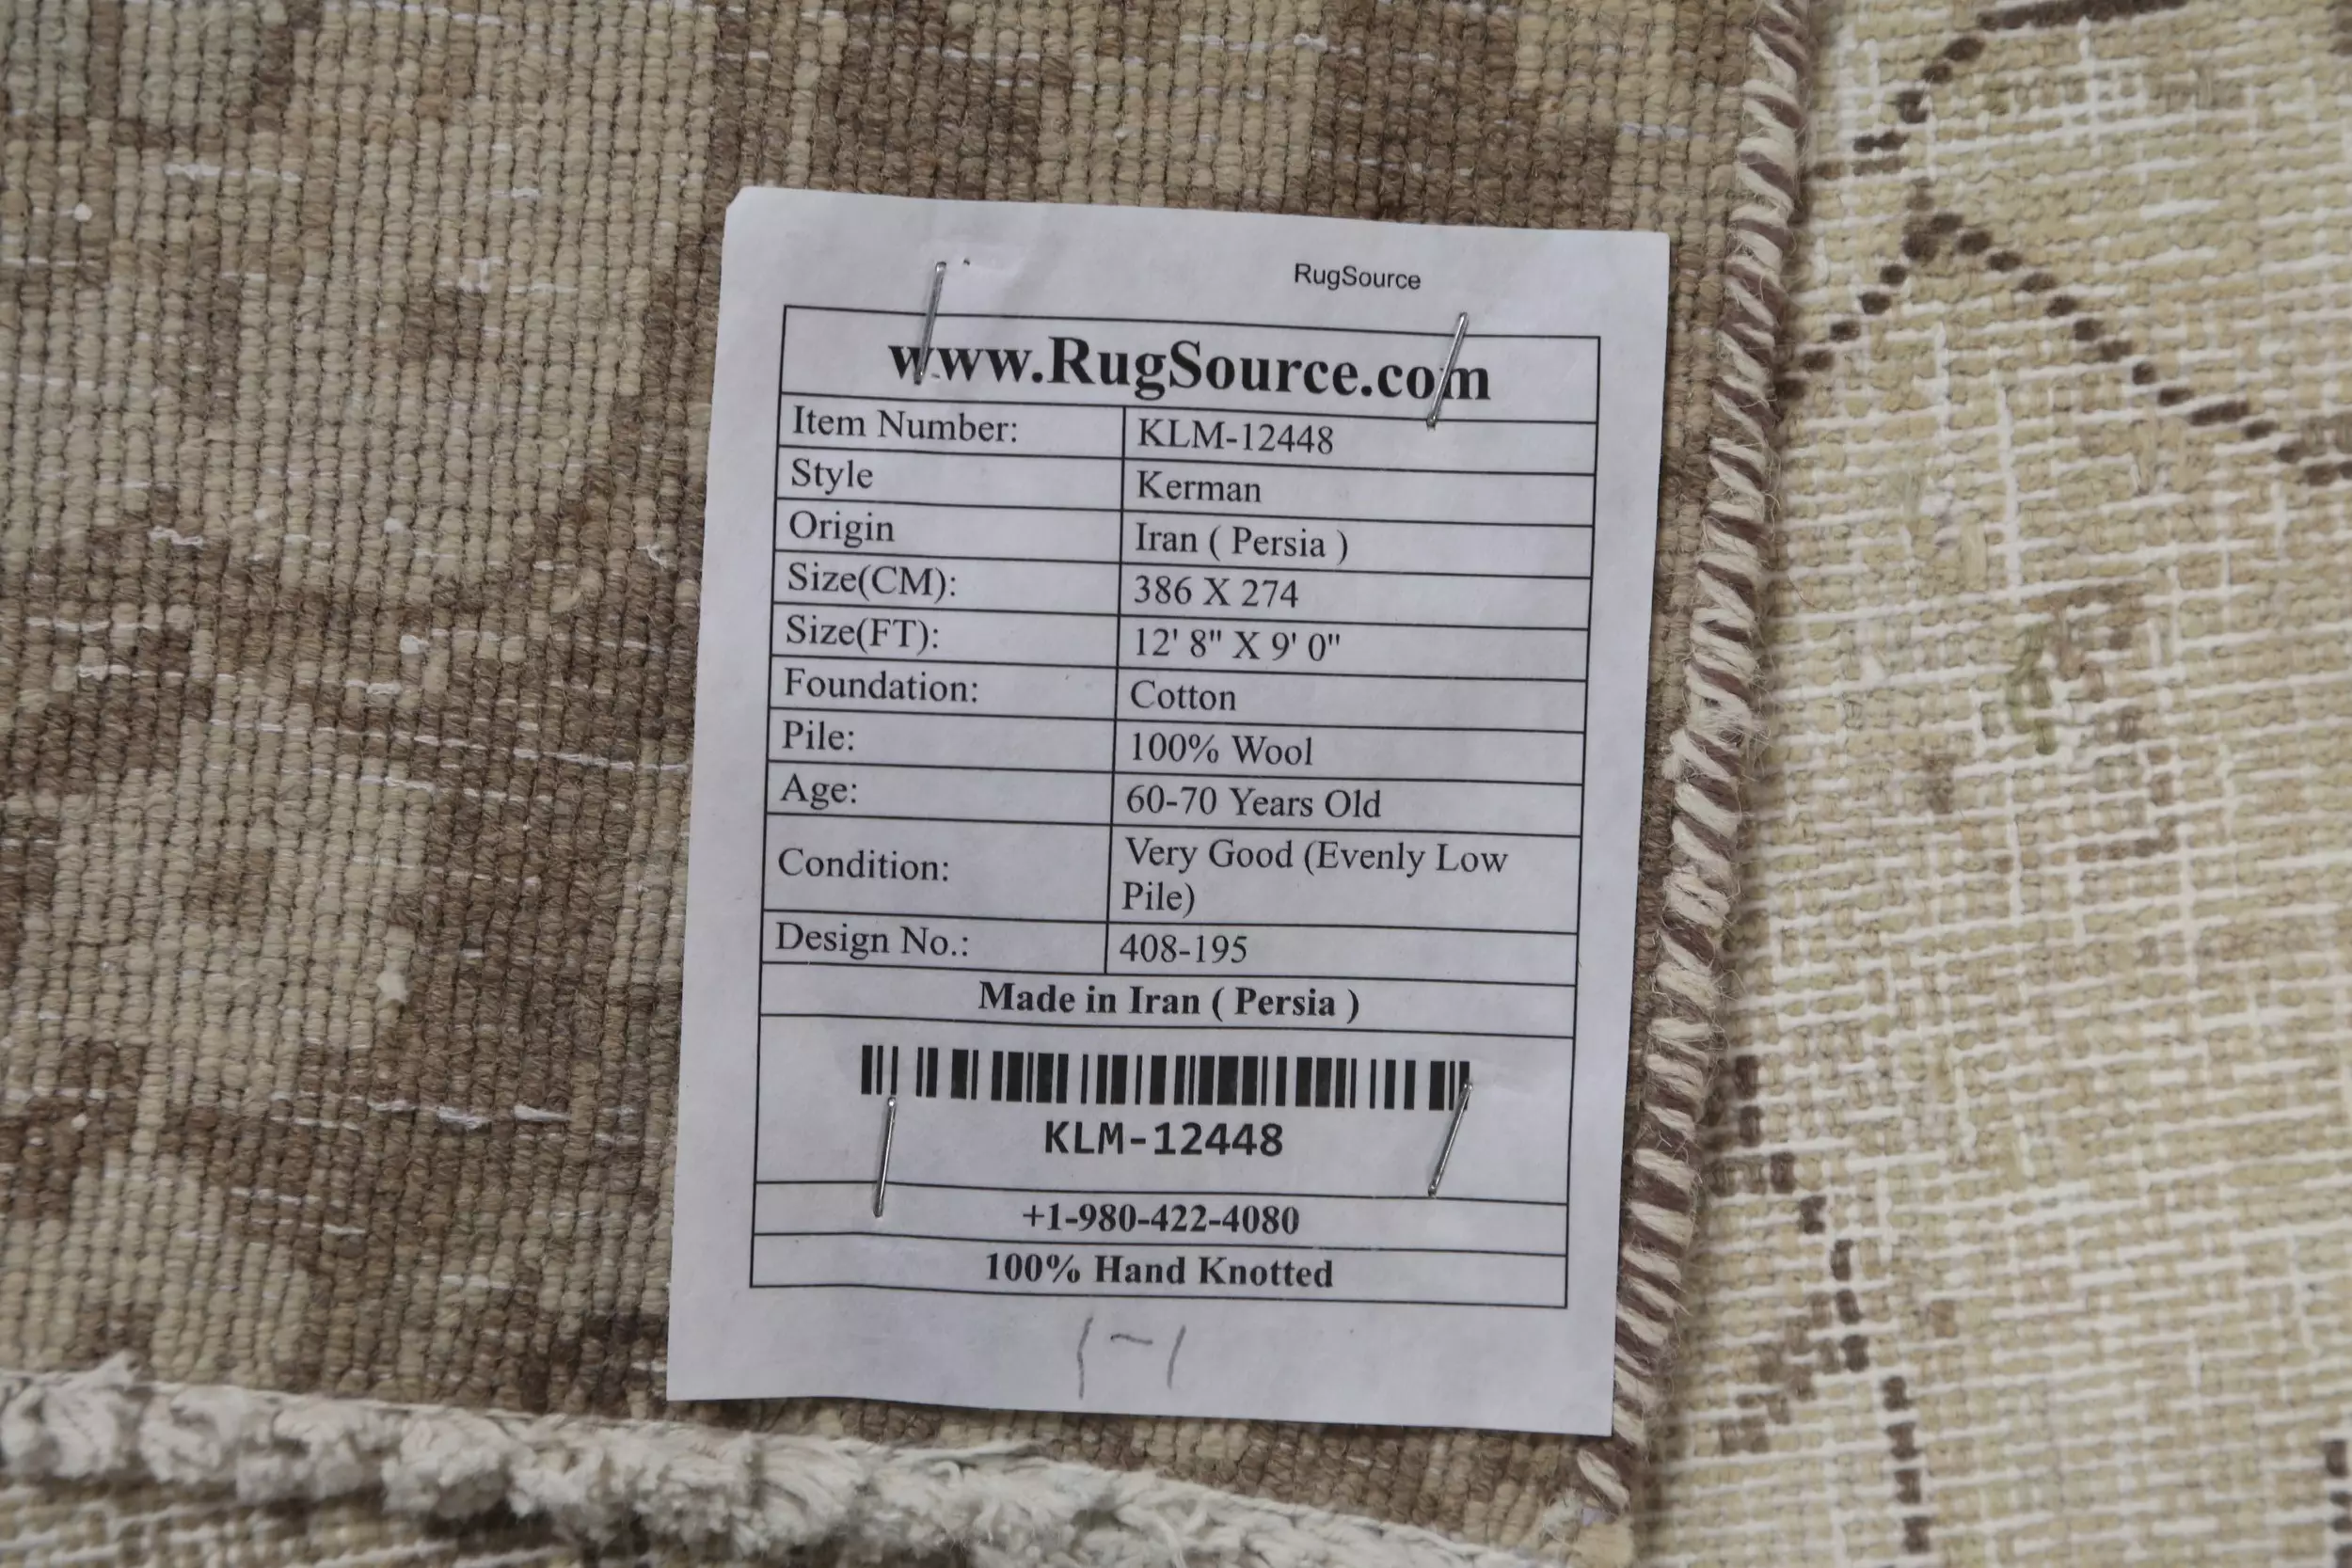 RugSource
www.RugSource.com
Item Number: KLM-12448
Style Kerman
Origin Iran ( Persia )
Size(CM): 386 X 274
Size(FT): 12' 8" X 9' 0"
Foundation: Cotton
Pile: 100% Wool
Age: 60-70 Years Old
Condition: Very Good (Evenly Low
Pile)
Design No.: 408-195
Made in Iran ( Persia )
KLM-12448
+1-980-422-4080
100% Hand Knotted
1-1